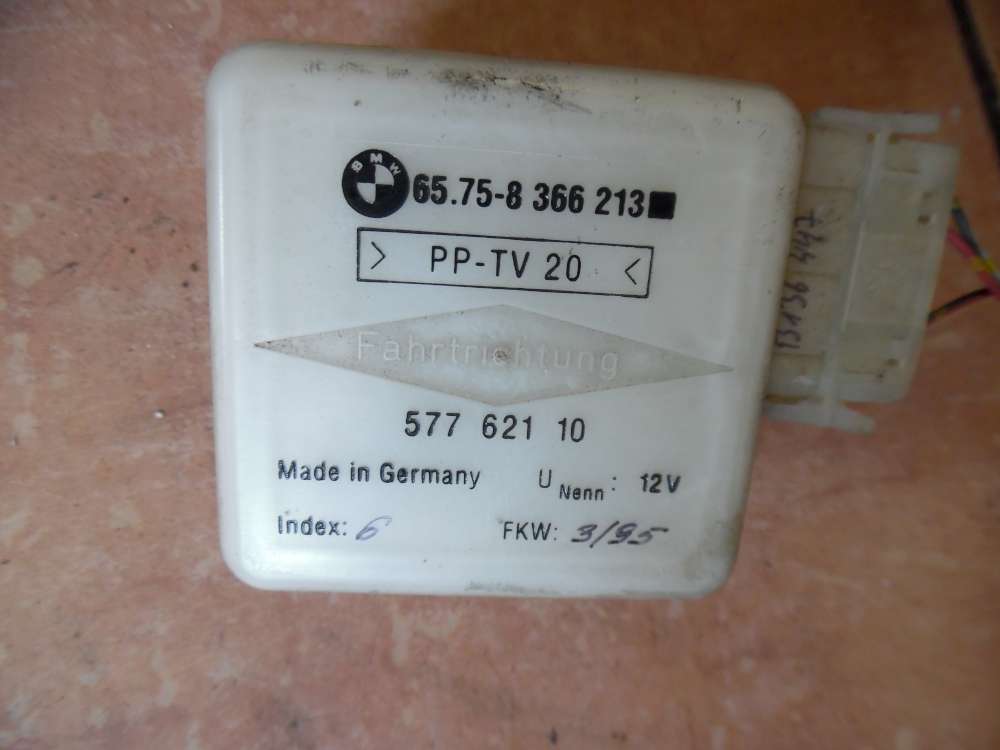 BMW 65.75-8 366 213
> PP-TV 20 <
Fahrtrichtung
577 621 10
Made in Germany U Nenn: 12V
Index: 6 FKW: 3/95